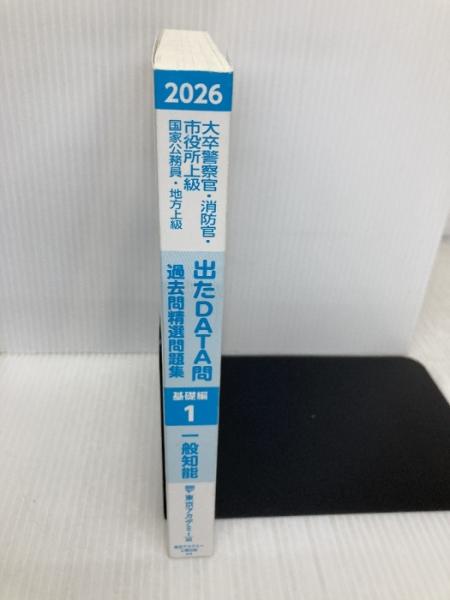 2026
大卒警察官・消防官・
市役所上級
国家公務員・地方上級
出たDATA問
過去問精選問題集
基礎編
1
一般知能
東京アカデミー編